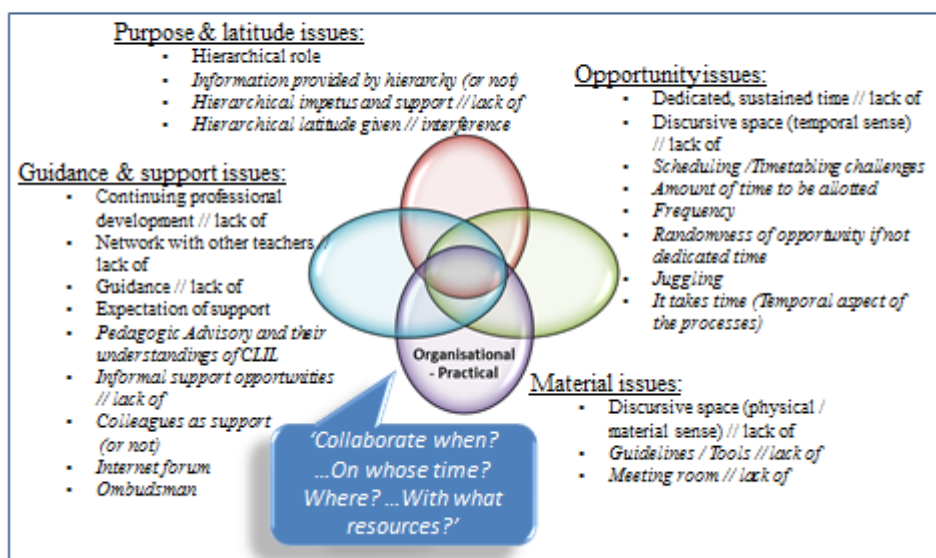 Purpose & latitude issues:
▪ Hierarchical role
▪ Information provided by hierarchy (or not)
▪ Hierarchical impetus and support // lack of
▪ Hierarchical latitude given // interference
Opportunity issues:
▪ Dedicated, sustained time // lack of
▪ Discursive space (temporal sense)
// lack of
▪ Scheduling /Timetabling challenges
▪ Amount of time to be allotted
▪ Frequency
▪ Randomness of opportunity if not
dedicated time
▪ Juggling
▪ It takes time (Temporal aspect of
the processes)
Guidance & support issues:
▪ Continuing professional
development // lack of
▪ Network with other teachers //
lack of
▪ Guidance // lack of
▪ Expectation of support
▪ Pedagogic Advisory and their
understandings of CLIL
▪ Informal support opportunities
// lack of
▪ Colleagues as support
(or not)
▪ Internet forum
▪ Ombudsman
Organisational
- Practical
Material issues:
▪ Discursive space (physical /
material sense) // lack of
▪ Guidelines / Tools // lack of
▪ Meeting room // lack of
‘Collaborate when?
...On whose time?
Where? ...With what
resources?’